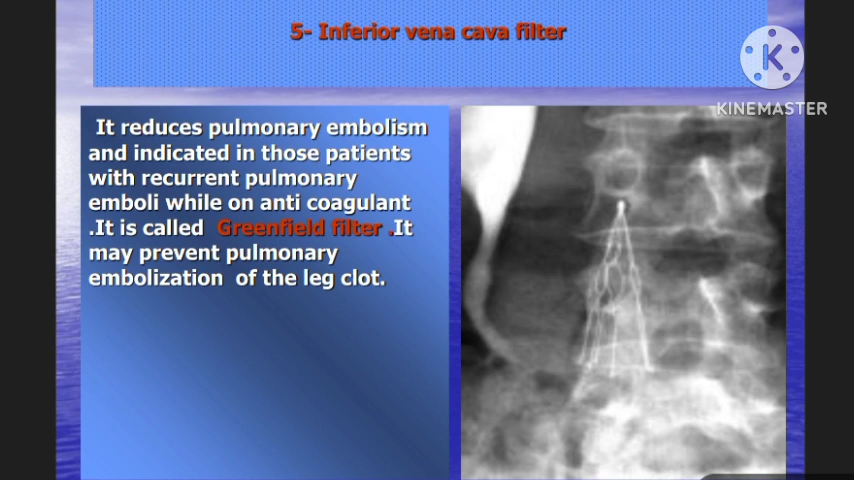 5- Inferior vena cava filter
KINEMASTER
It reduces pulmonary embolism
and indicated in those patients
with recurrent pulmonary
emboli while on anti coagulant
.It is called Greenfield filter .It
may prevent pulmonary
embolization of the leg clot.